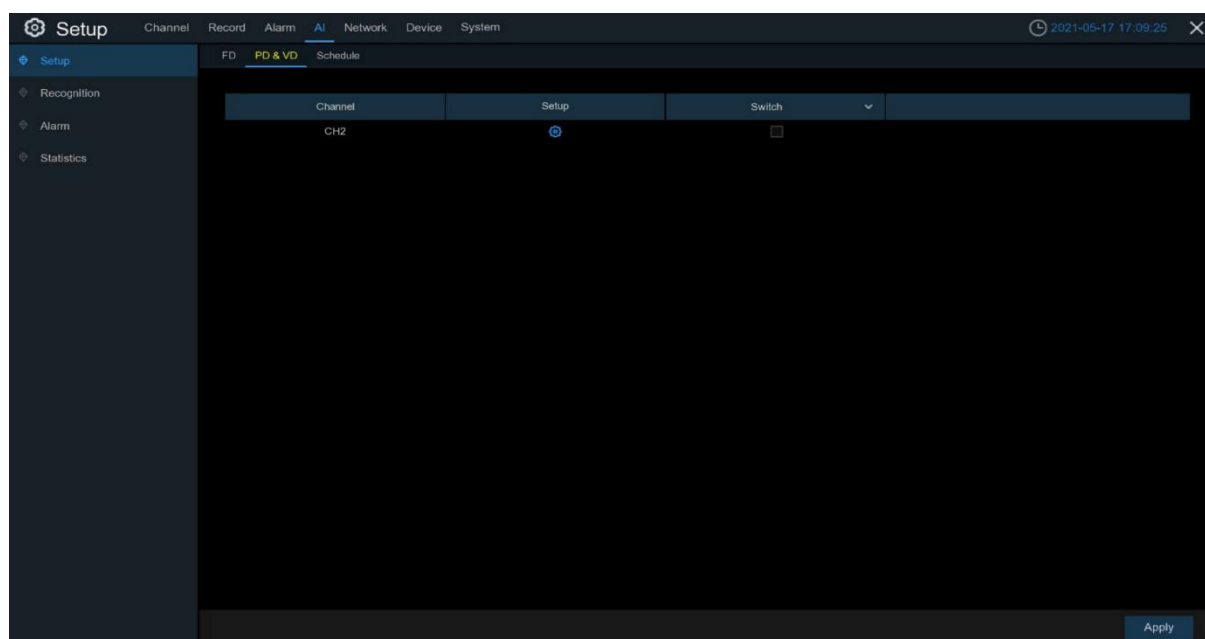 Setup Channel Record Alarm AI Network Device System 2021-05-17 17:09:25
Setup
Recognition
Alarm
Statistics
FD PD & VD Schedule
Channel Setup Switch
CH2
Apply